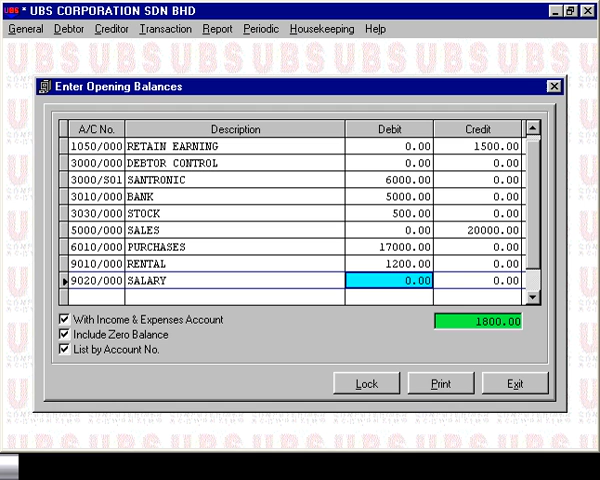 UBS * UBS CORPORATION SDN BHD
General Debtor Creditor Transaction Report Periodic Housekeeping Help
Enter Opening Balances
A/C No. Description Debit Credit
1050/000 RETAIN EARNING 0.00 1500.00
3000/000 DEBTOR CONTROL 0.00 0.00
3000/S01 SANTRONIC 6000.00 0.00
3010/000 BANK 5000.00 0.00
3030/000 STOCK 500.00 0.00
5000/000 SALES 0.00 20000.00
6010/000 PURCHASES 17000.00 0.00
9010/000 RENTAL 1200.00 0.00
9020/000 SALARY 0.00 0.00
With Income & Expenses Account 1800.00
Include Zero Balance
List by Account No.
Lock Print Exit